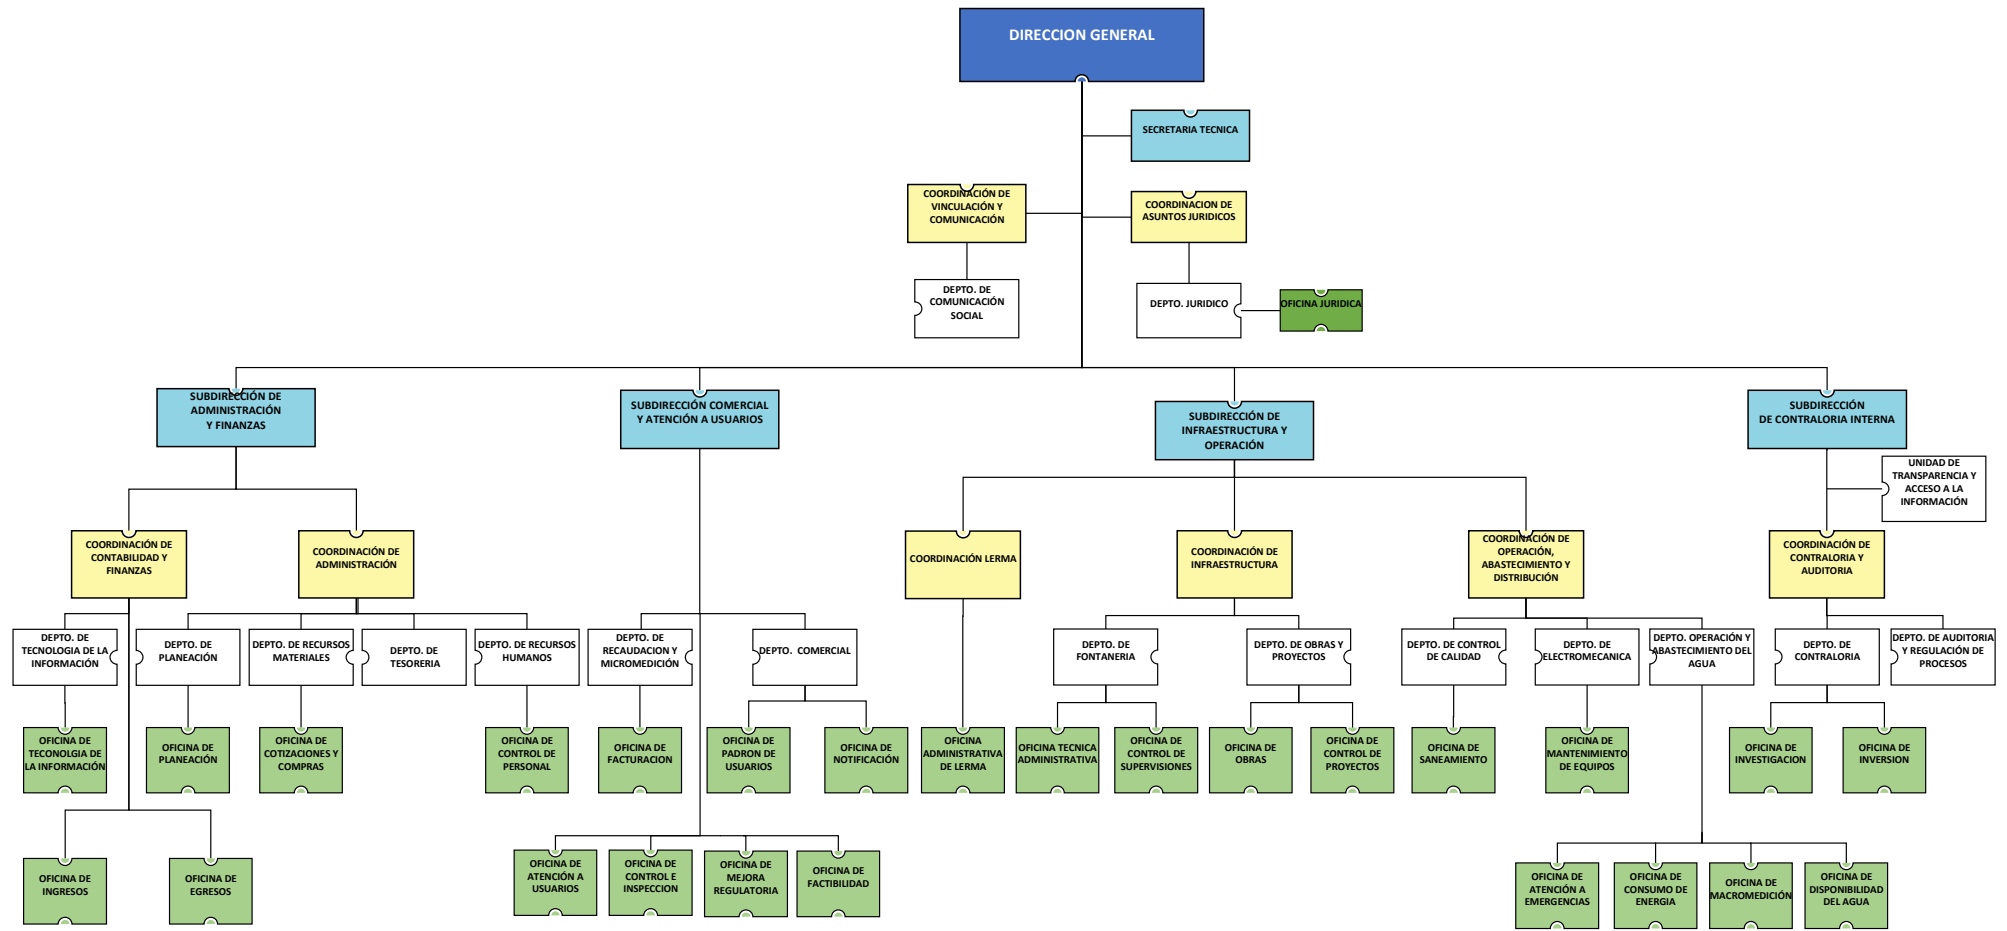 DIRECCION GENERAL
SECRETARIA TECNICA
COORDINACIÓN DE
VINCULACIÓN Y
COMUNICACIÓN
COORDINACION DE
ASUNTOS JURIDICOS
DEPTO. DE
COMUNICACIÓN
SOCIAL
DEPTO. JURIDICO
OFICINA JURIDICA
SUBDIRECCIÓN DE
ADMINISTRACIÓN
Y FINANZAS
SUBDIRECCIÓN COMERCIAL
Y ATENCIÓN A USUARIOS
SUBDIRECCIÓN DE
INFRAESTRUCTURA Y
OPERACIÓN
SUBDIRECCIÓN
DE CONTRALORIA INTERNA
UNIDAD DE
TRANSPARENCIA Y
ACCESO A LA
INFORMACIÓN
COORDINACIÓN DE
CONTABILIDAD Y
FINANZAS
COORDINACIÓN DE
ADMINISTRACIÓN
COORDINACIÓN LERMA
COORDINACIÓN DE
INFRAESTRUCTURA
COORDINACIÓN DE
OPERACIÓN,
ABASTECIMIENTO Y
DISTRIBUCIÓN
COORDINACIÓN DE
CONTRALORIA Y
AUDITORIA
DEPTO. DE
TECNOLOGIA DE LA
INFORMACIÓN
DEPTO. DE
PLANEACIÓN
DEPTO. DE RECURSOS
MATERIALES
DEPTO. DE
TESORERIA
DEPTO. DE RECURSOS
HUMANOS
DEPTO. DE
RECAUDACION Y
MICROMEDICIÓN
DEPTO. COMERCIAL
DEPTO. DE
FONTANERIA
DEPTO. DE OBRAS Y
PROYECTOS
DEPTO. DE CONTROL
DE CALIDAD
DEPTO. DE
ELECTROMECANICA
DEPTO. OPERACIÓN Y
ABASTECIMIENTO DEL
AGUA
DEPTO. DE
CONTRALORIA
DEPTO. DE AUDITORIA
Y REGULACIÓN DE
PROCESOS
OFICINA DE
TECONOLGIA DE
LA INFORMACIÓN
OFICINA DE
PLANEACIÓN
OFICINA DE
COTIZACIONES Y
COMPRAS
OFICINA DE
CONTROL DE
PERSONAL
OFICINA DE
FACTURACION
OFICINA DE
PADRON DE
USUARIOS
OFICINA DE
NOTIFICACIÓN
OFICINA
ADMINISTRATIVA
DE LERMA
OFICINA TECNICA
ADMINISTRATIVA
OFICINA DE
CONTROL DE
SUPERVISIONES
OFICINA DE
OBRAS
OFICINA DE
CONTROL DE
PROYECTOS
OFICINA DE
SANEAMIENTO
OFICINA DE
MANTENIMIENTO
DE EQUIPOS
OFICINA DE
INVESTIGACION
OFICINA DE
INVERSION
OFICINA DE
INGRESOS
OFICINA DE
EGRESOS
OFICINA DE
ATENCIÓN A
USUARIOS
OFICINA DE
CONTROL E
INSPECCION
OFICINA DE
MEJORA
REGULATORIA
OFICINA DE
FACTIBILIDAD
OFICINA DE
ATENCIÓN A
EMERGENCIAS
OFICINA DE
CONSUMO DE
ENERGIA
OFICINA DE
MACROMEDICIÓN
OFICINA DE
DISPONIBILIDAD
DEL AGUA